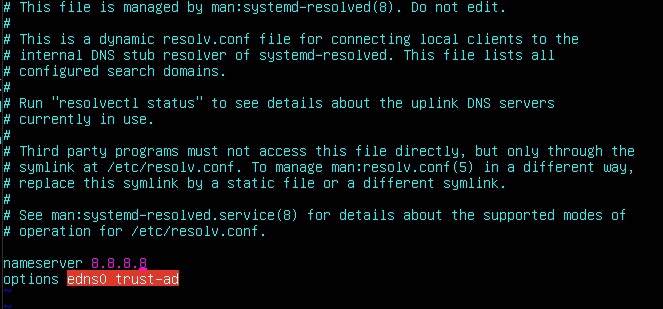 # This file is managed by man:systemd-resolved(8). Do not edit.
#
# This is a dynamic resolv.conf file for connecting local clients to the
# internal DNS stub resolver of systemd-resolved. This file lists all
# configured search domains.
#
# Run "resolvectl status" to see details about the uplink DNS servers
# currently in use.
#
# Third party programs must not access this file directly, but only through the
# symlink at /etc/resolv.conf. To manage man:resolv.conf(5) in a different way,
# replace this symlink by a static file or a different symlink.
#
# See man:systemd-resolved.service(8) for details about the supported modes of
# operation for /etc/resolv.conf.
nameserver 8.8.8.8
options edns0 trust-ad
~
~